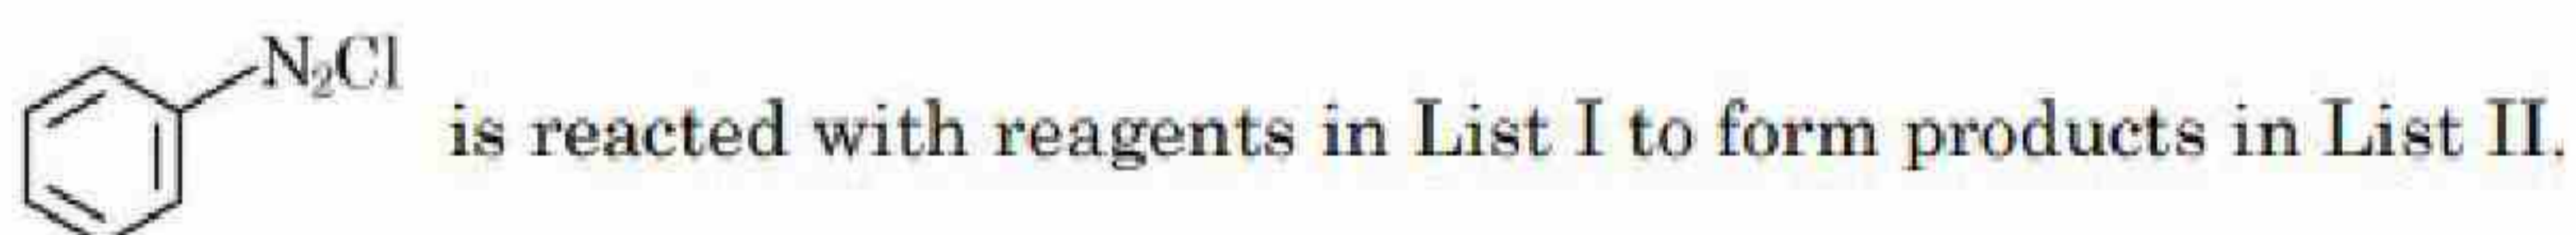 N₂Cl
is reacted with reagents in List I to form products in List II.